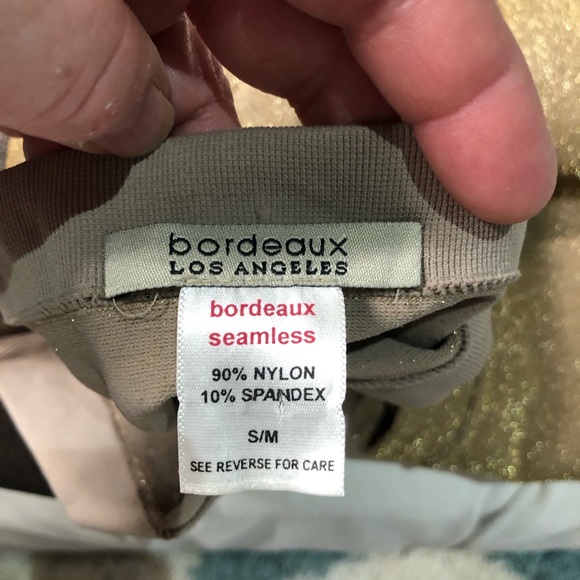 bordeaux
LOS ANGELES
bordeaux
seamless
90% NYLON
10% SPANDEX
S/M
SEE REVERSE FOR CARE